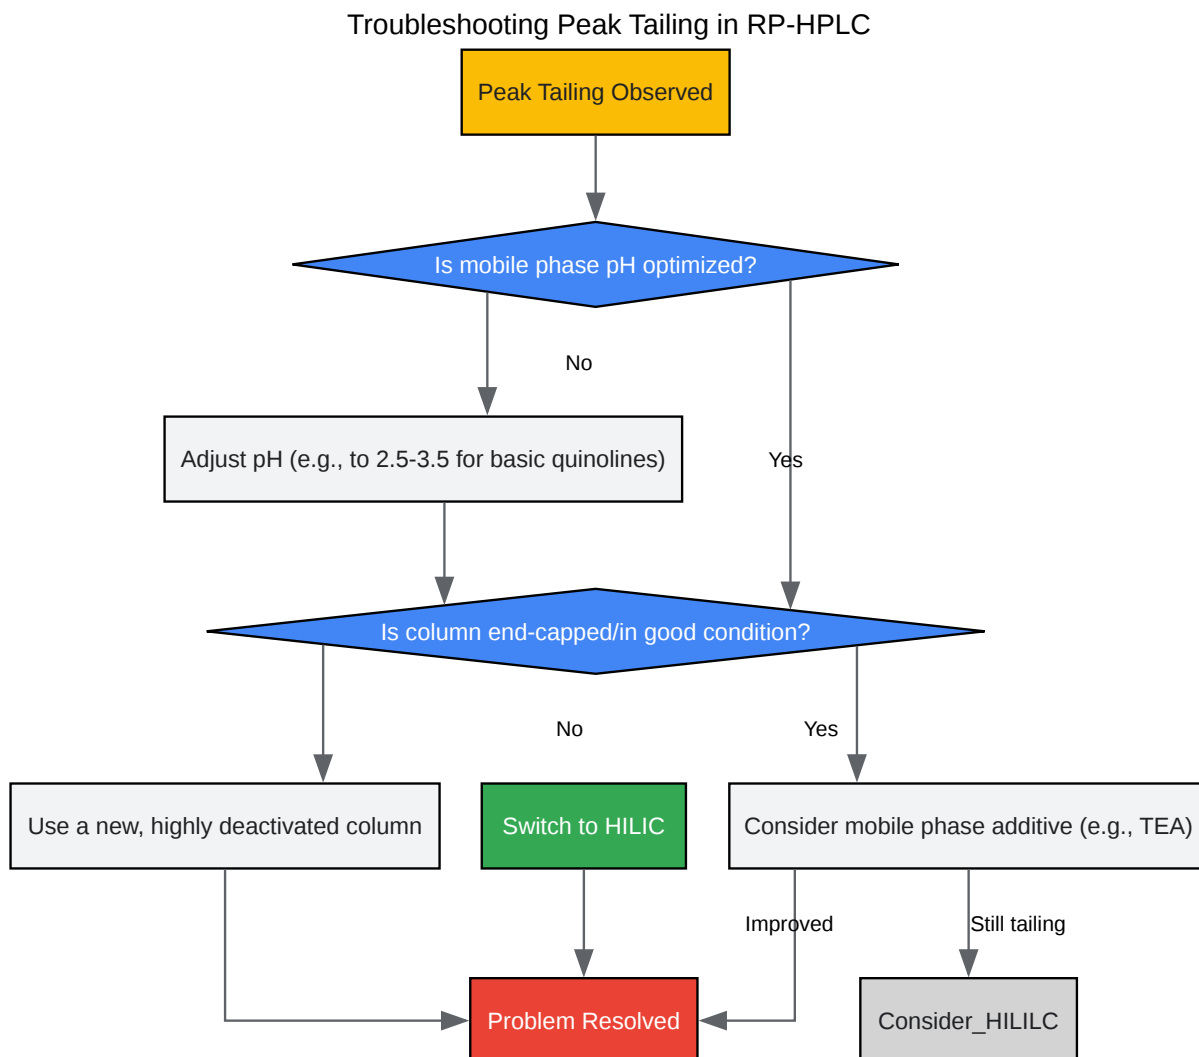 Troubleshooting Peak Tailing in RP-HPLC
Peak Tailing Observed
Is mobile phase pH optimized?
No
Adjust pH (e.g., to 2.5-3.5 for basic quinolines)
Yes
Is column end-capped/in good condition?
No
Yes
Use a new, highly deactivated column
Switch to HILIC
Consider mobile phase additive (e.g., TEA)
Improved
Still tailing
Problem Resolved
Consider_HILILC